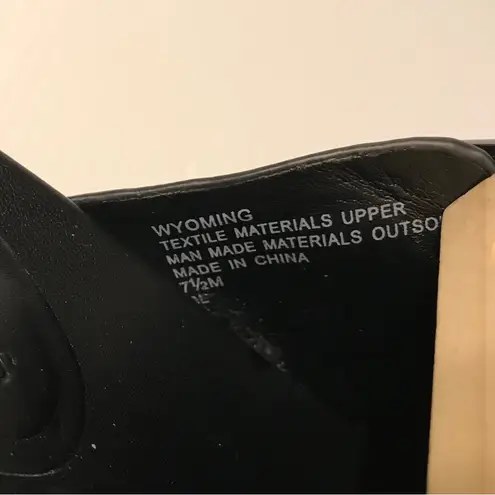 WYOMING
TEXTILE MATERIALS UPPER
MAN MADE MATERIALS OUTSO
MADE IN CHINA
7½M